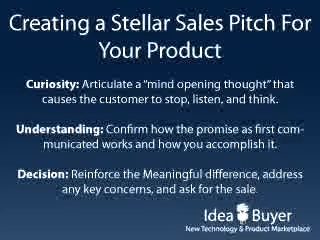 Creating a Stellar Sales Pitch For
Your Product
Curiosity: Articulate a “mind opening thought” that
causes the customer to stop, listen, and think.
Understanding: Confirm how the promise as first com-
municated works and how you accomplish it.
Decision: Reinforce the Meaningful difference, address
any key concerns, and ask for the sale.
Idea Buyer
New Technology & Product Marketplace